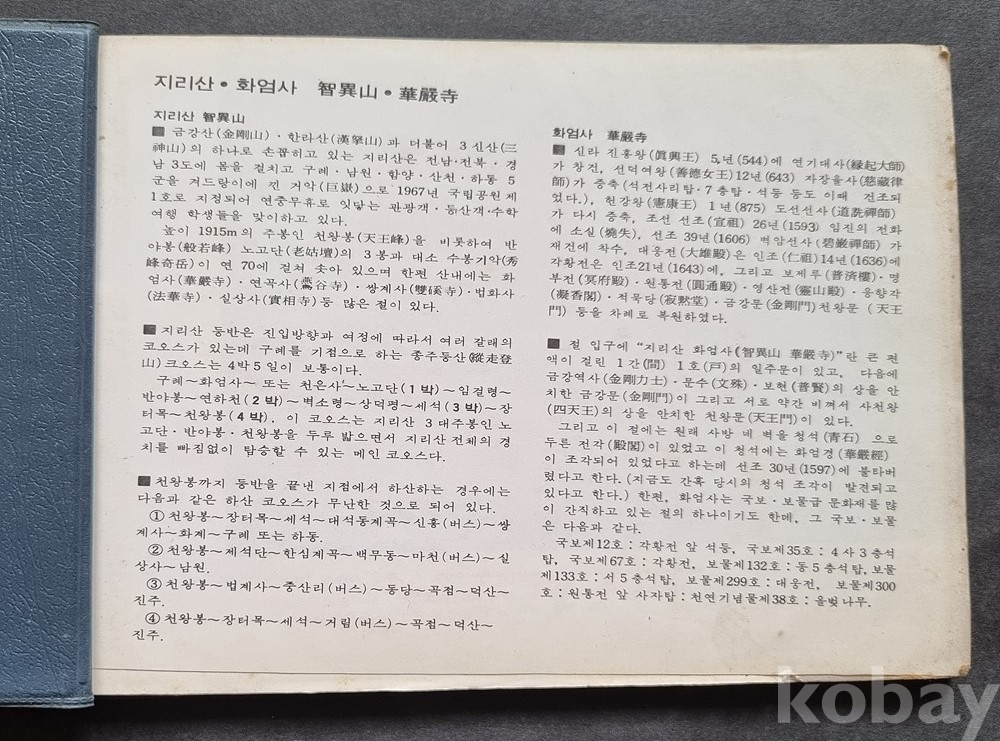 지리산·화엄사 智異山·華嚴寺
지리산 智異山
■ 금강산(金剛山)·한라산(漢拏山)과 더불어 3신산(三
神山)의 하나로 손꼽히고 있는 지리산은 전남·전북·경
남 3도에 몸을 걸치고 구례·남원·함양·산천·하동 5
군을 겨드랑이에 낀 거악(巨嶽)으로 1967년 국립공원 제
1호로 지정되어 연중무휴로 잇닿는 관광객·등산객·수학
여행 학생들을 맞이하고 있다.
높이 1915m의 주봉인 천왕봉(天王峰)을 비롯하여 반
야봉(般若峰) 노고단(老姑壇)의 3봉과 대소 수봉기악(秀
峰奇岳)이 연 70에 걸쳐 솟아 있으며 한편 산내에는 화
엄사(華嚴寺)·연곡사(鷰谷寺)·쌍계사(雙磎寺)·법화사
(法華寺)·실상사(實相寺)등 많은 절이 있다.
■ 지리산 등반은 진입방향과 여정에 따라서 여러 갈래의
코오스가 있는데 구례를 기점으로 하는 종주등산(縱走登
山)크오스는 4박5일이 보통이다.
구례~화엄사~ 또는 천은사~노고단(1박)~임걸령~
반야봉~연하천(2박)~벽소령~상덕평~세석(3박)~장
터목~천왕봉(4박), 이 코오스는 지리산 3대주봉인 노
고단·반야봉·천왕봉을 두루 밟으면서 지리산 전체의 경
치를 빠짐없이 탐승할 수 있는 메인 코오스다.
■ 천왕봉까지 등반을 끝낸 지점에서 하산하는 경우에는
다음과 같은 하산 코오스가 무난한 것으로 되어 있다.
① 천왕봉~장터목~세석~대석동계곡~신흥(버스)~쌍
계사~화계~구례 또는 하동.
② 천왕봉~제석단~한심계곡~백무동~마천(버스)~실
상사~남원.
③ 천왕봉~법계사~중산리(버스)~동당~곡점~덕산~
진주.
④ 천왕봉~장터목~세석~거림(버스)~곡점~덕산~
진주.
화엄사 華嚴寺
■ 신라 진흥왕(眞興王) 5년(544)에 연기대사(緣起大師)
가 창건, 선덕여왕(善德女王)12년(643) 자장율사(慈藏律
師)가 중축(석전사리탑·7층탑·석등 등도 이때 건조되
었다.), 헌강왕(憲康王) 1년(875) 도선선사(道詵禪師)
가 다시 중축, 조선 선조(宣祖) 26년(1593) 임진의 전화
에 소실(燒失), 선조 39년(1606) 벽암선사(碧巖禪師)가
재건에 착수, 대웅전(大雄殿)은 인조(仁祖)14년(1636)에
각황전은 인조21년(1643)에, 그리고 보제루(普濟樓)·명
부전(冥府殿)·원통전(圓通殿)·영산전(靈山殿)·응향각
(凝香閣)·적묵당(寂默堂)·금강문(金剛門)천왕문(天王
門) 등을 차례로 복원하였다.
■ 절 입구에 “지리산 화엄사(智異山 華嚴寺)”란 큰 편
액이 걸린 1간(間) 1호(戶)의 일주문이 있고, 다음에
금강역사(金剛力士)·문수(文殊)·보현(普賢)의 상을 안
치한 금강문(金剛門)이 그리고 서로 약간 비껴서 사천왕
(四天王)의 상을 안치한 천왕문(天王門)이 있다.
그리고 이 절에는 원래 사방 네 벽을 청석(靑石)으로
두른 전각(殿閣)이 있었고 이 청석에는 화엄경(華嚴經)
이 조각되어 있었다고 하는데 선조 30년(1597)에 불타버
렸다고 한다.(지금도 간혹 당시의 청석 조각이 발견되고
있다고 한다.) 한편, 화엄사는 국보·보물급 문화재를 많
이 간직하고 있는 절의 하나이기도 한데, 그 국보·보물
은 다음과 같다.
국보제12호:각황전 앞 석등, 국보제35호:4사3층석
탑, 국보제67호:각황전, 보물제132호:동5층석탑, 보물
제133호:서5층석탑, 보물제299호:대웅전, 보물제300
호:원통전 앞 사자탑:천연기념물제38호:올벚나무.
kobay